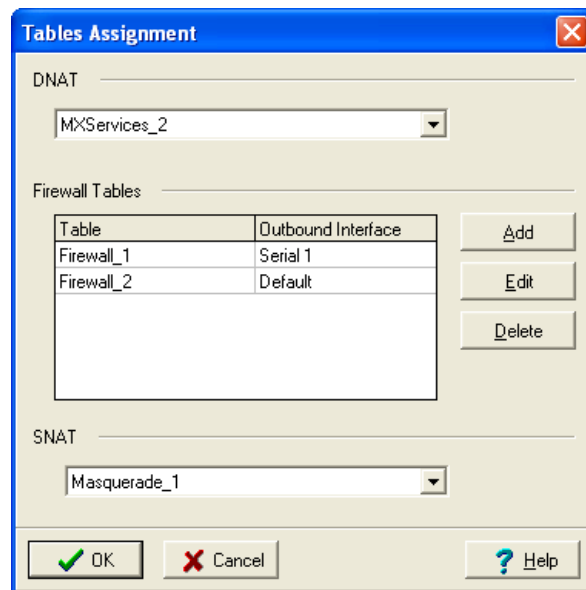 Tables Assignment
DNAT
MXServices_2
Firewall Tables
Table Outbound Interface
Firewall_1 Serial 1
Firewall_2 Default
Add
Edit
Delete
SNAT
Masquerade_1
OK Cancel ? Help